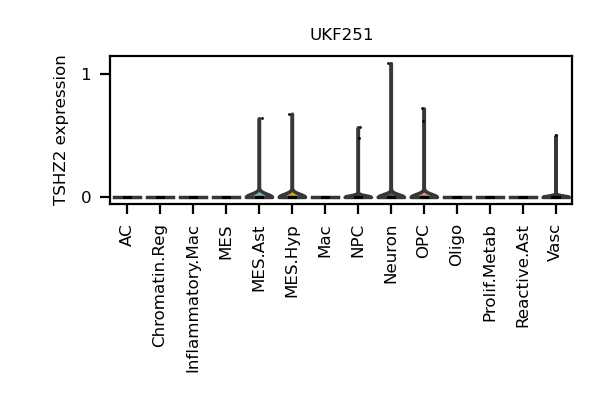 UKF251
TSHZ2 expression
1
0
AC
Chromatin.Reg
Inflammatory.Mac
MES
MES.Ast
MES.Hyp
Mac
NPC
Neuron
OPC
Oligo
Prolif.Metab
Reactive.Ast
Vasc